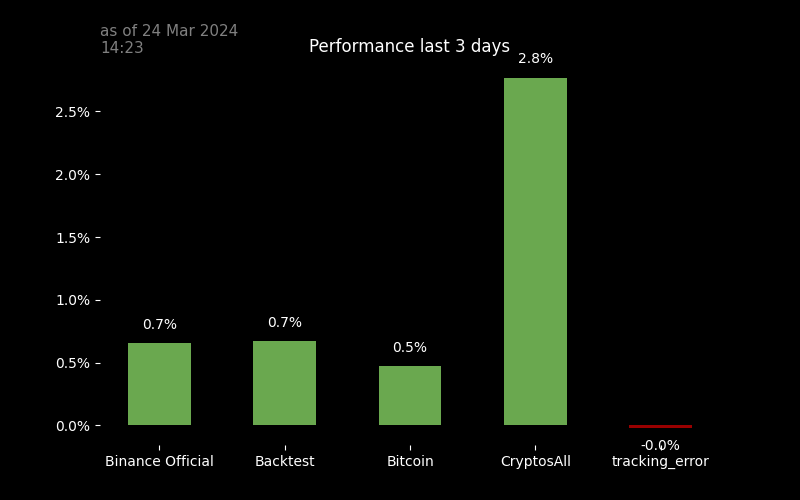 as of 24 Mar 2024
14:23
Performance last 3 days
2.8%
2.5%
2.0%
1.5%
1.0%
0.5%
0.0%
0.7%
0.7%
0.5%
-0.0%
Binance Official
Backtest
Bitcoin
CryptosAll
tracking_error